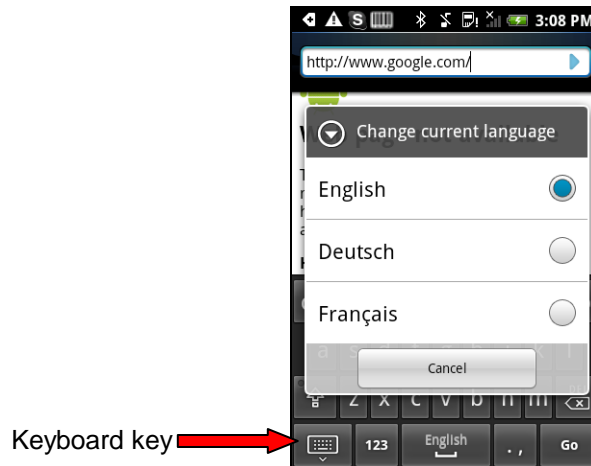 3:08 PM
http://www.google.com/
Change current language
English
Deutsch
Français
Cancel
z x c v b n m
Keyboard key
123
English
. ,
Go